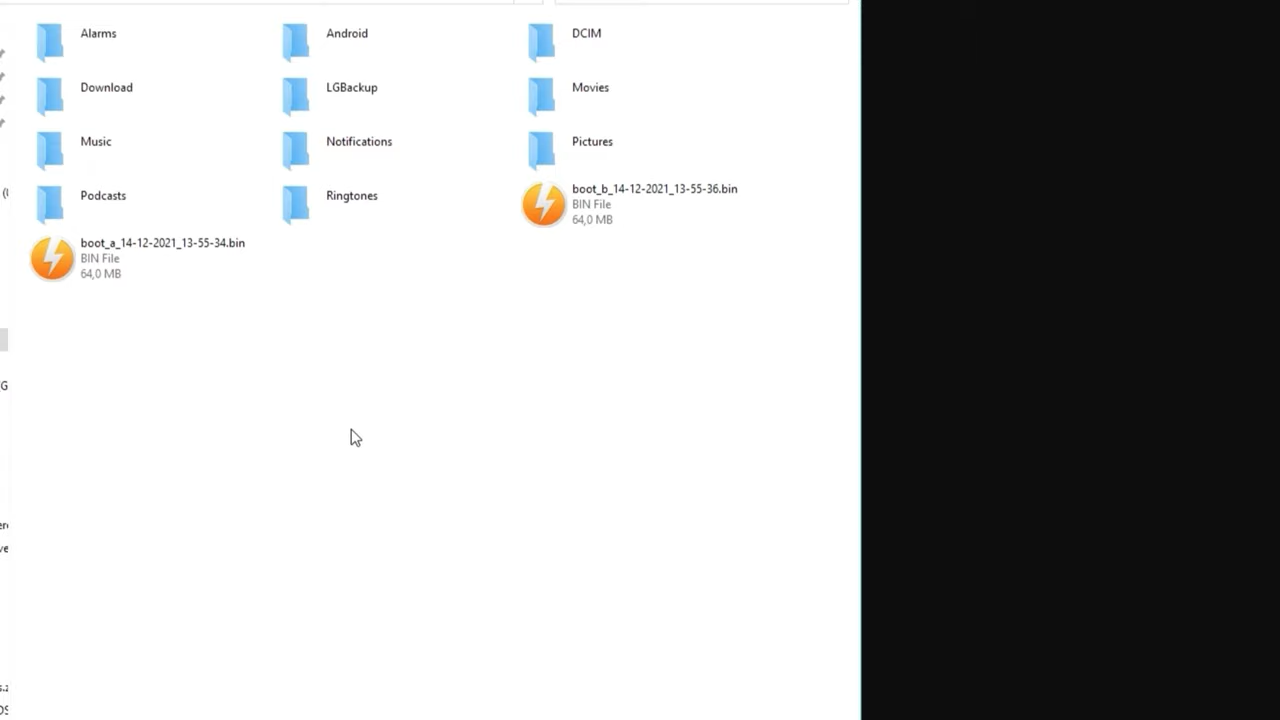 Alarms
Android
DCIM
Download
LGBackup
Movies
Music
Notifications
Pictures
Podcasts
Ringtones
boot_b_14-12-2021_13-55-36.bin
BIN File
64,0 MB
boot_a_14-12-2021_13-55-34.bin
BIN File
64,0 MB